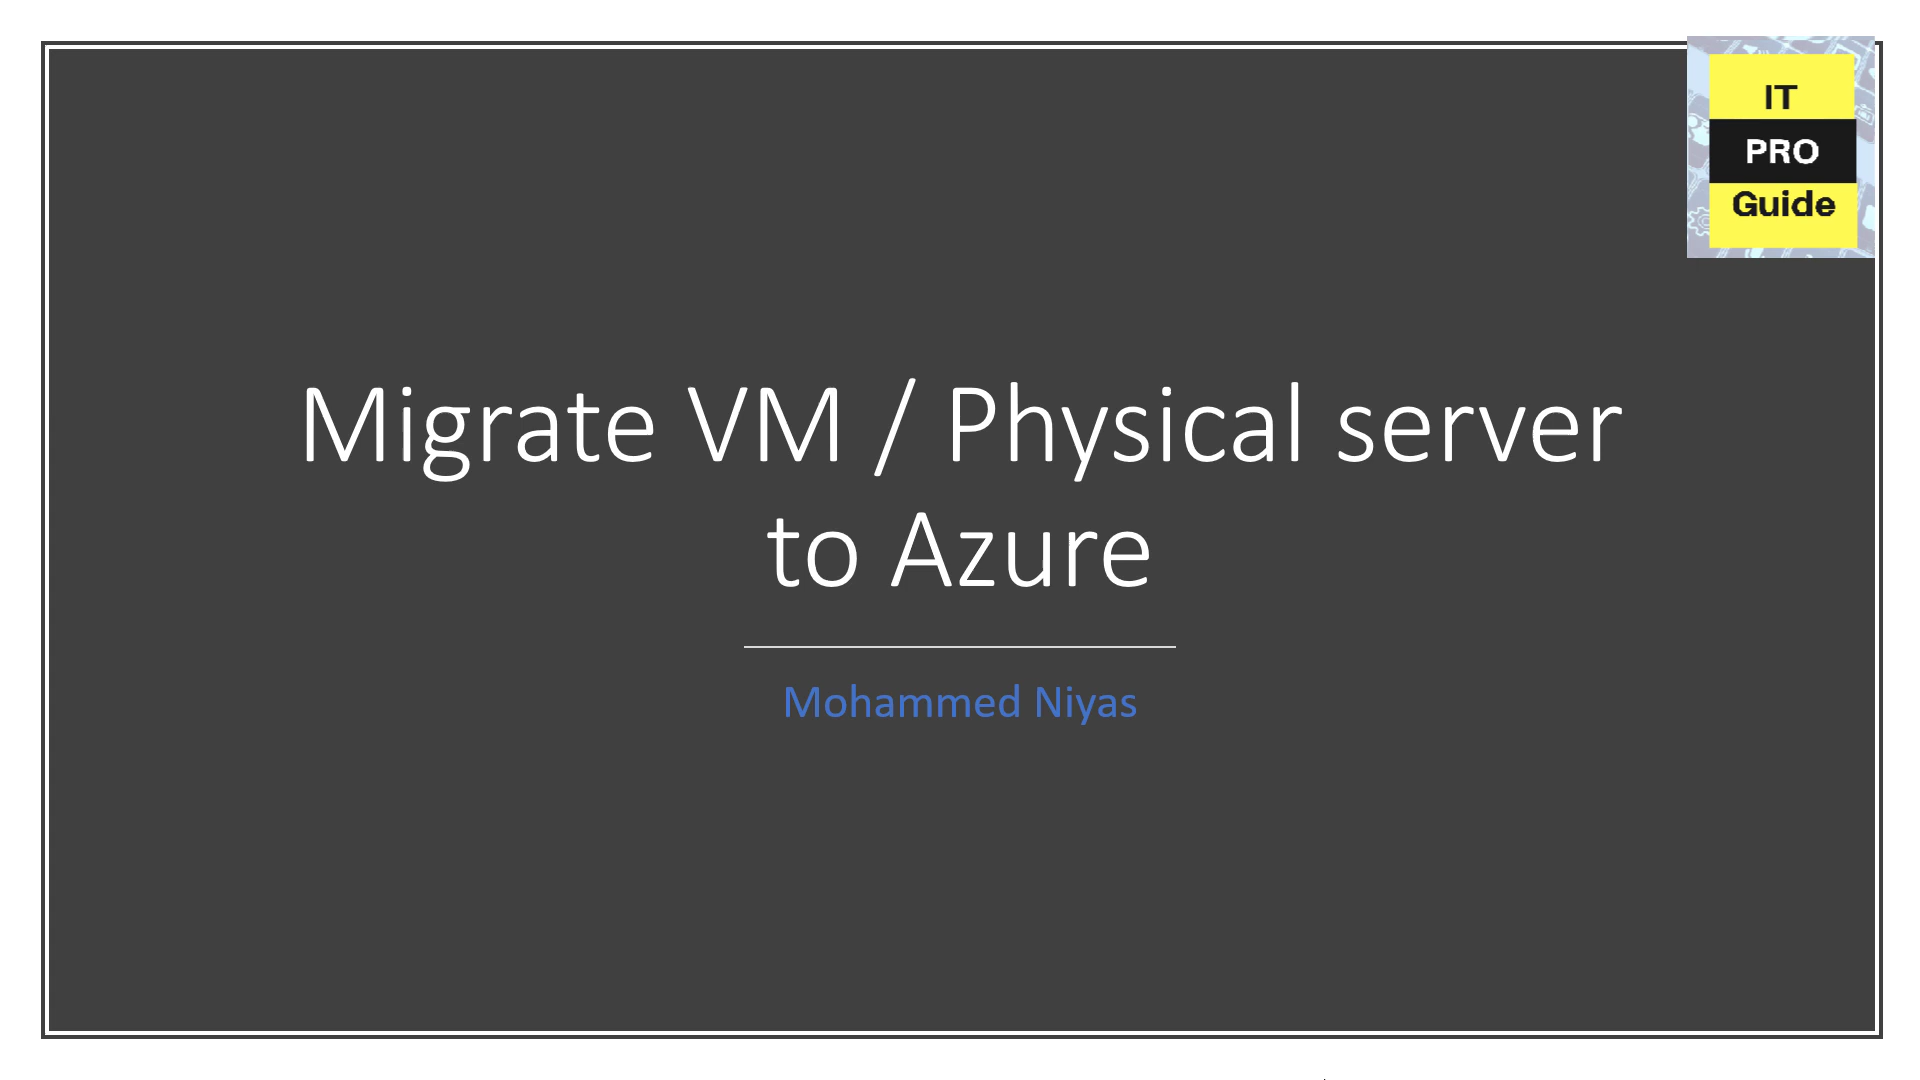 IT
PRO
Guide
Migrate VM / Physical server
to Azure
Mohammed Niyas